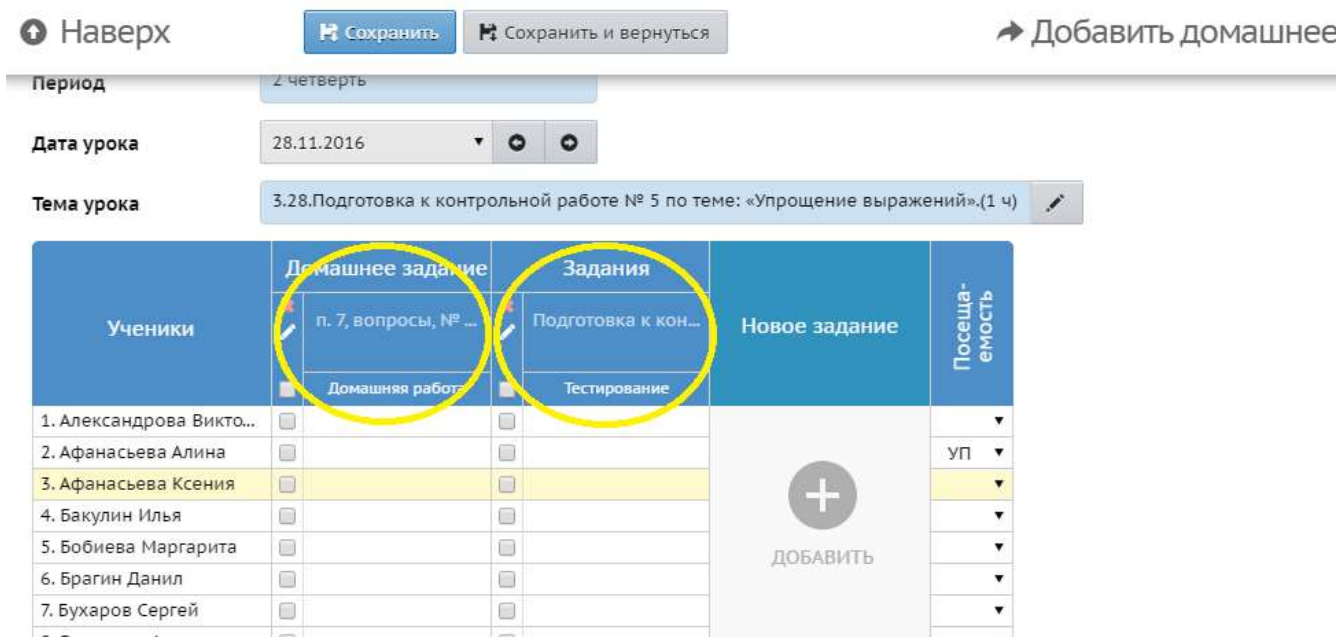 Наверх
Сохранить
Сохранить и вернуться
Добавить домашнее
Период
2 четверть
Дата урока
28.11.2016
Тема урока
3.28.Подготовка к контрольной работе № 5 по теме: «Упрощение выражений».(1 ч)
Ученики
Домашнее задание
Задания
Новое задание
Посеща-
емость
п. 7, вопросы, № ...
Подготовка к кон...
Домашняя работа
Тестирование
1. Александрова Викто...
2. Афанасьева Алина
УП
3. Афанасьева Ксения
4. Бакулин Илья
5. Бобиева Маргарита
6. Брагин Данил
7. Бухаров Сергей
ДОБАВИТЬ